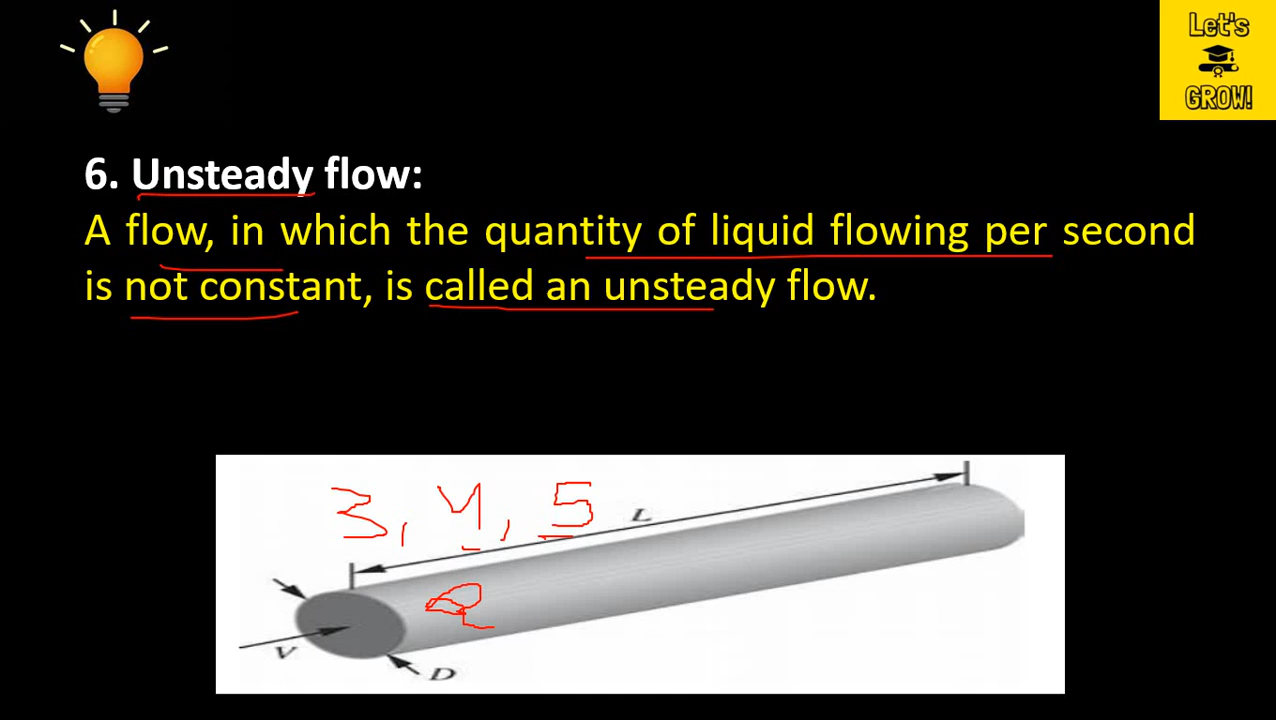 Let's
GROW!
6. Unsteady flow:
A flow, in which the quantity of liquid flowing per second
is not constant, is called an unsteady flow.
3, 4, 5
L
V
D